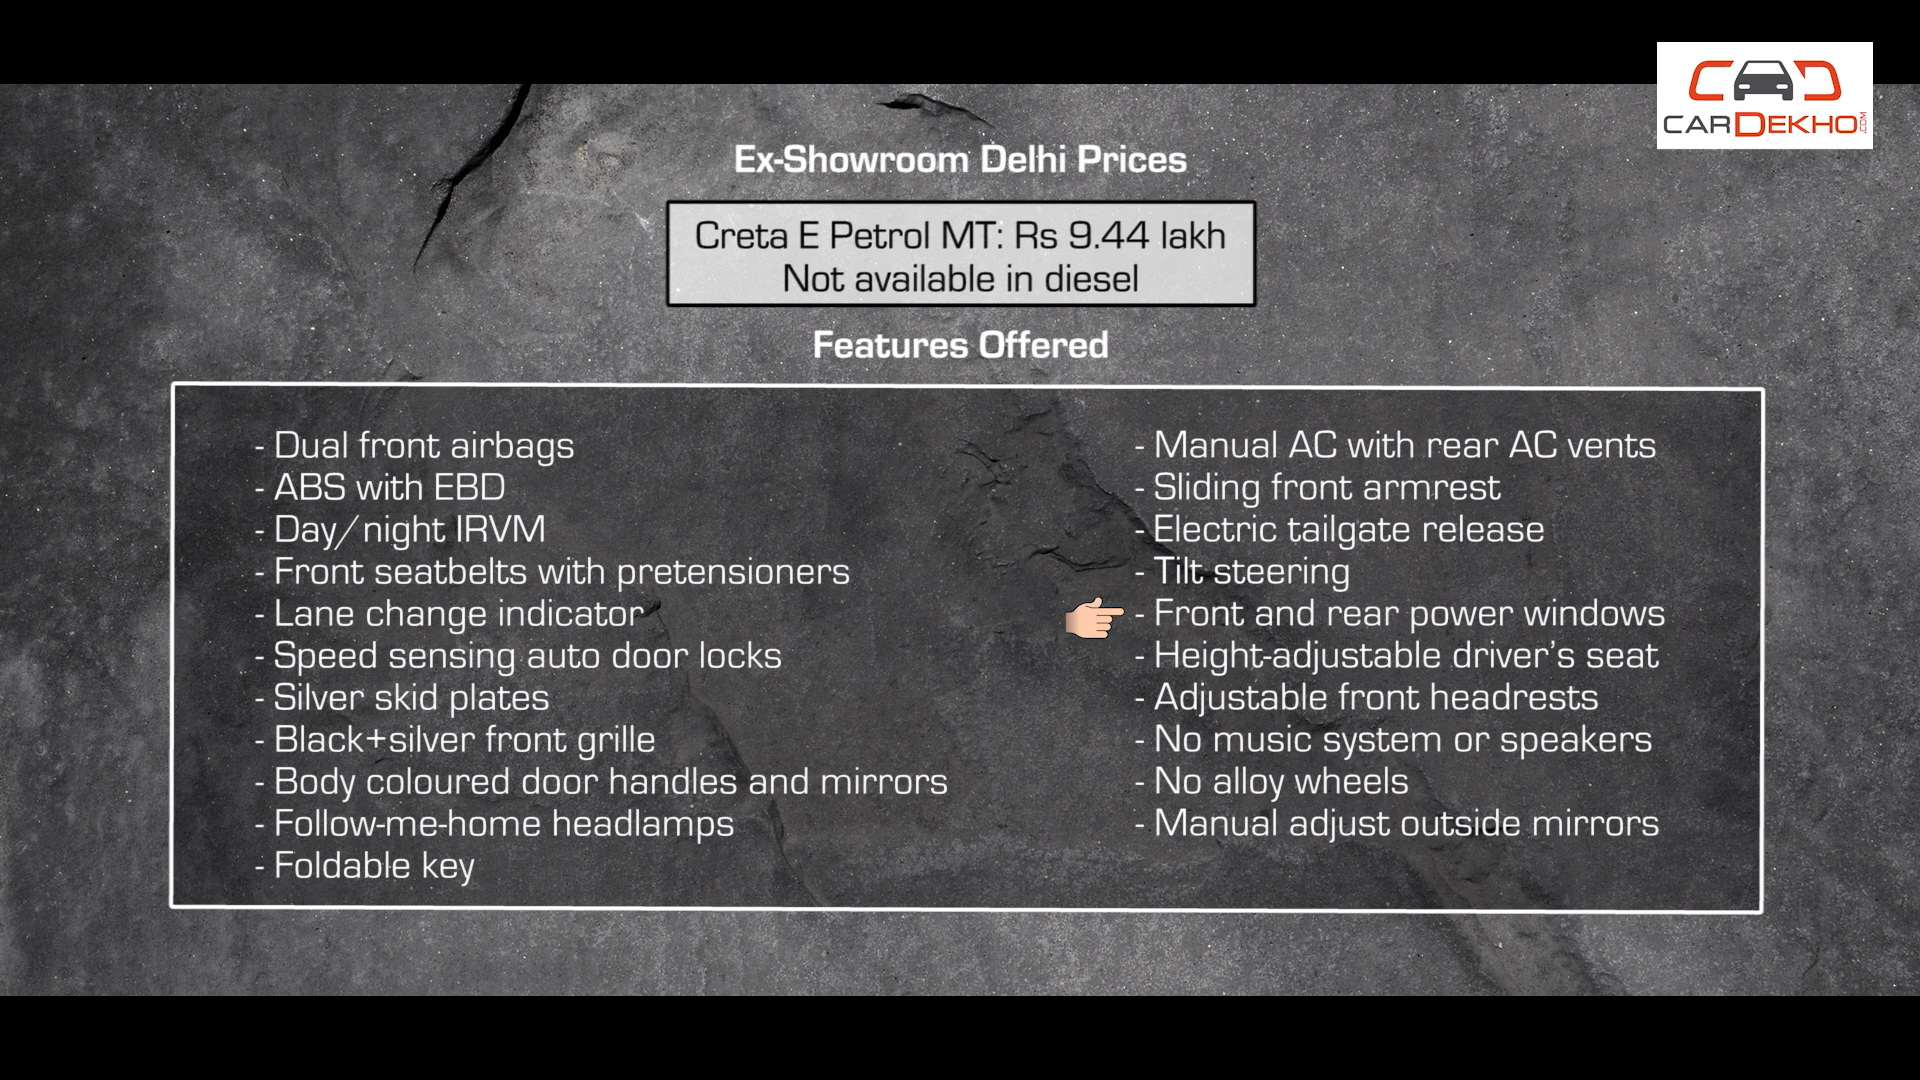 CARDEKHO.COM
Ex-Showroom Delhi Prices
Creta E Petrol MT: Rs 9.44 lakh
Not available in diesel
Features Offered
- Dual front airbags
- ABS with EBD
- Day/night IRVM
- Front seatbelts with pretensioners
- Lane change indicator
- Speed sensing auto door locks
- Silver skid plates
- Black+silver front grille
- Body coloured door handles and mirrors
- Follow-me-home headlamps
- Foldable key
- Manual AC with rear AC vents
- Sliding front armrest
- Electric tailgate release
- Tilt steering
- Front and rear power windows
- Height-adjustable driver's seat
- Adjustable front headrests
- No music system or speakers
- No alloy wheels
- Manual adjust outside mirrors